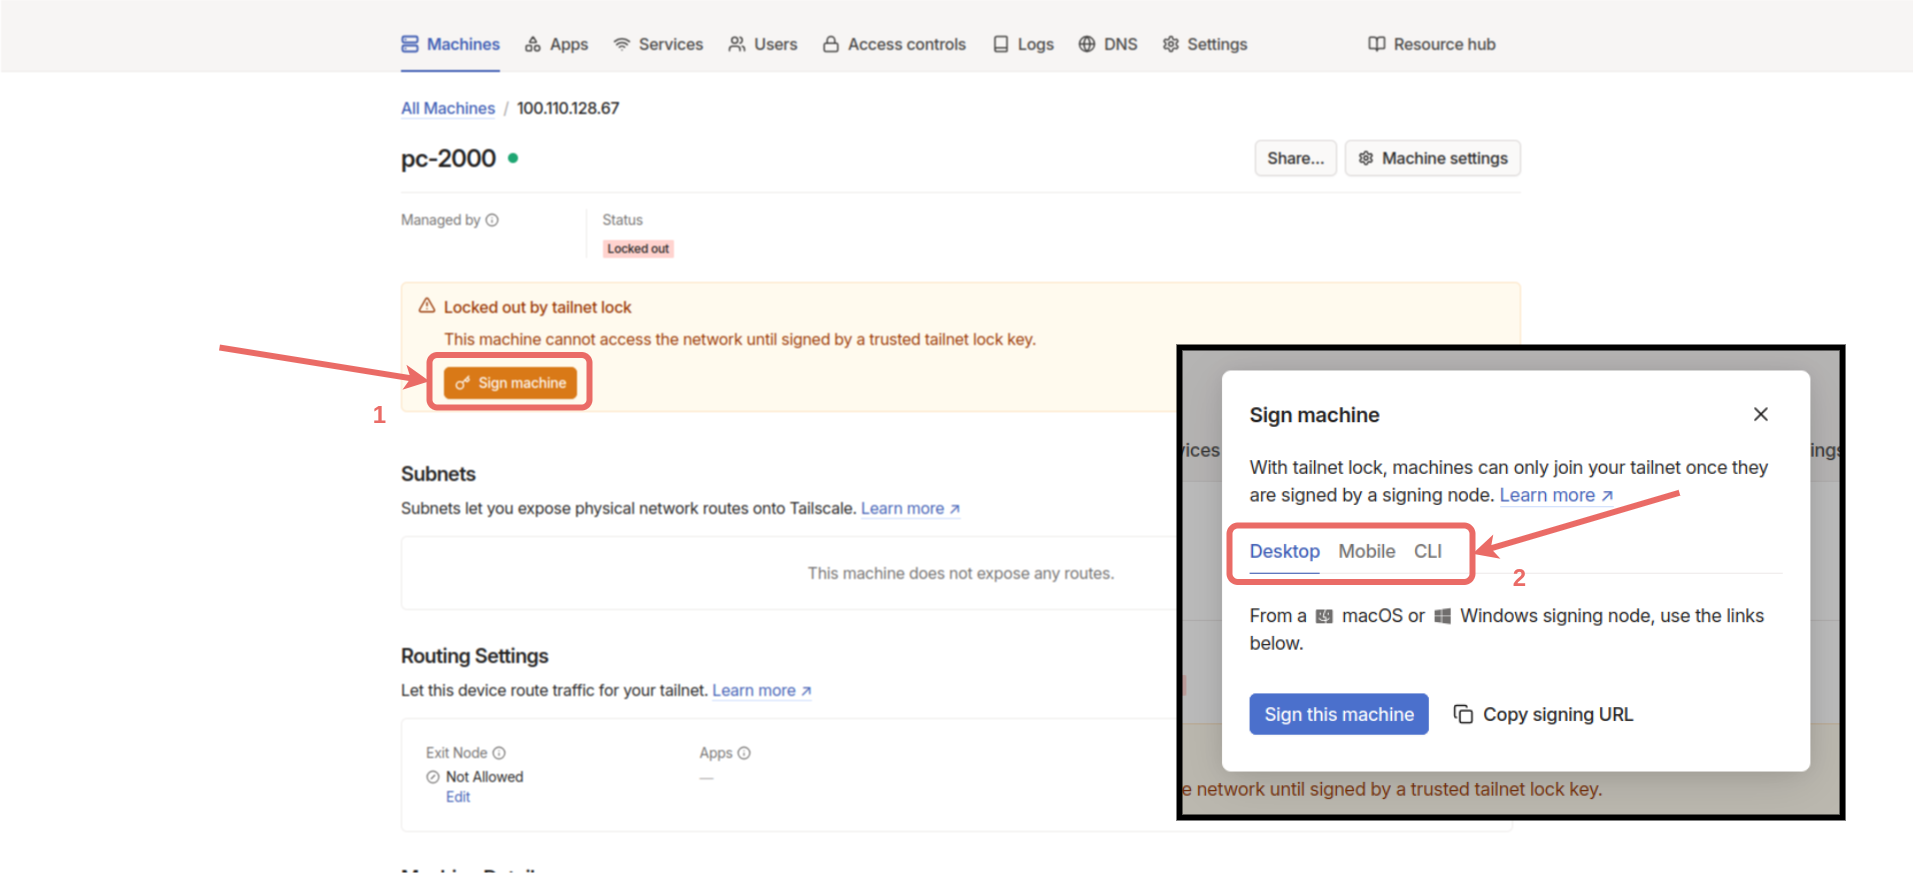 Machines Apps Services Users Access controls Logs DNS Settings Resource hub
All Machines / 100.110.128.67
pc-2000
Share... Machine settings
Managed by
Status
Locked out
Locked out by tailnet lock
This machine cannot access the network until signed by a trusted tailnet lock key.
Sign machine
1
Subnets
Subnets let you expose physical network routes onto Tailscale. Learn more
This machine does not expose any routes.
Routing Settings
Let this device route traffic for your tailnet. Learn more
Exit Node
Not Allowed
Edit
Apps
—
Sign machine
With tailnet lock, machines can only join your tailnet once they
are signed by a signing node. Learn more
Desktop Mobile CLI
2
From a macOS or Windows signing node, use the links
below.
Sign this machine Copy signing URL
e network until signed by a trusted tailnet lock key.